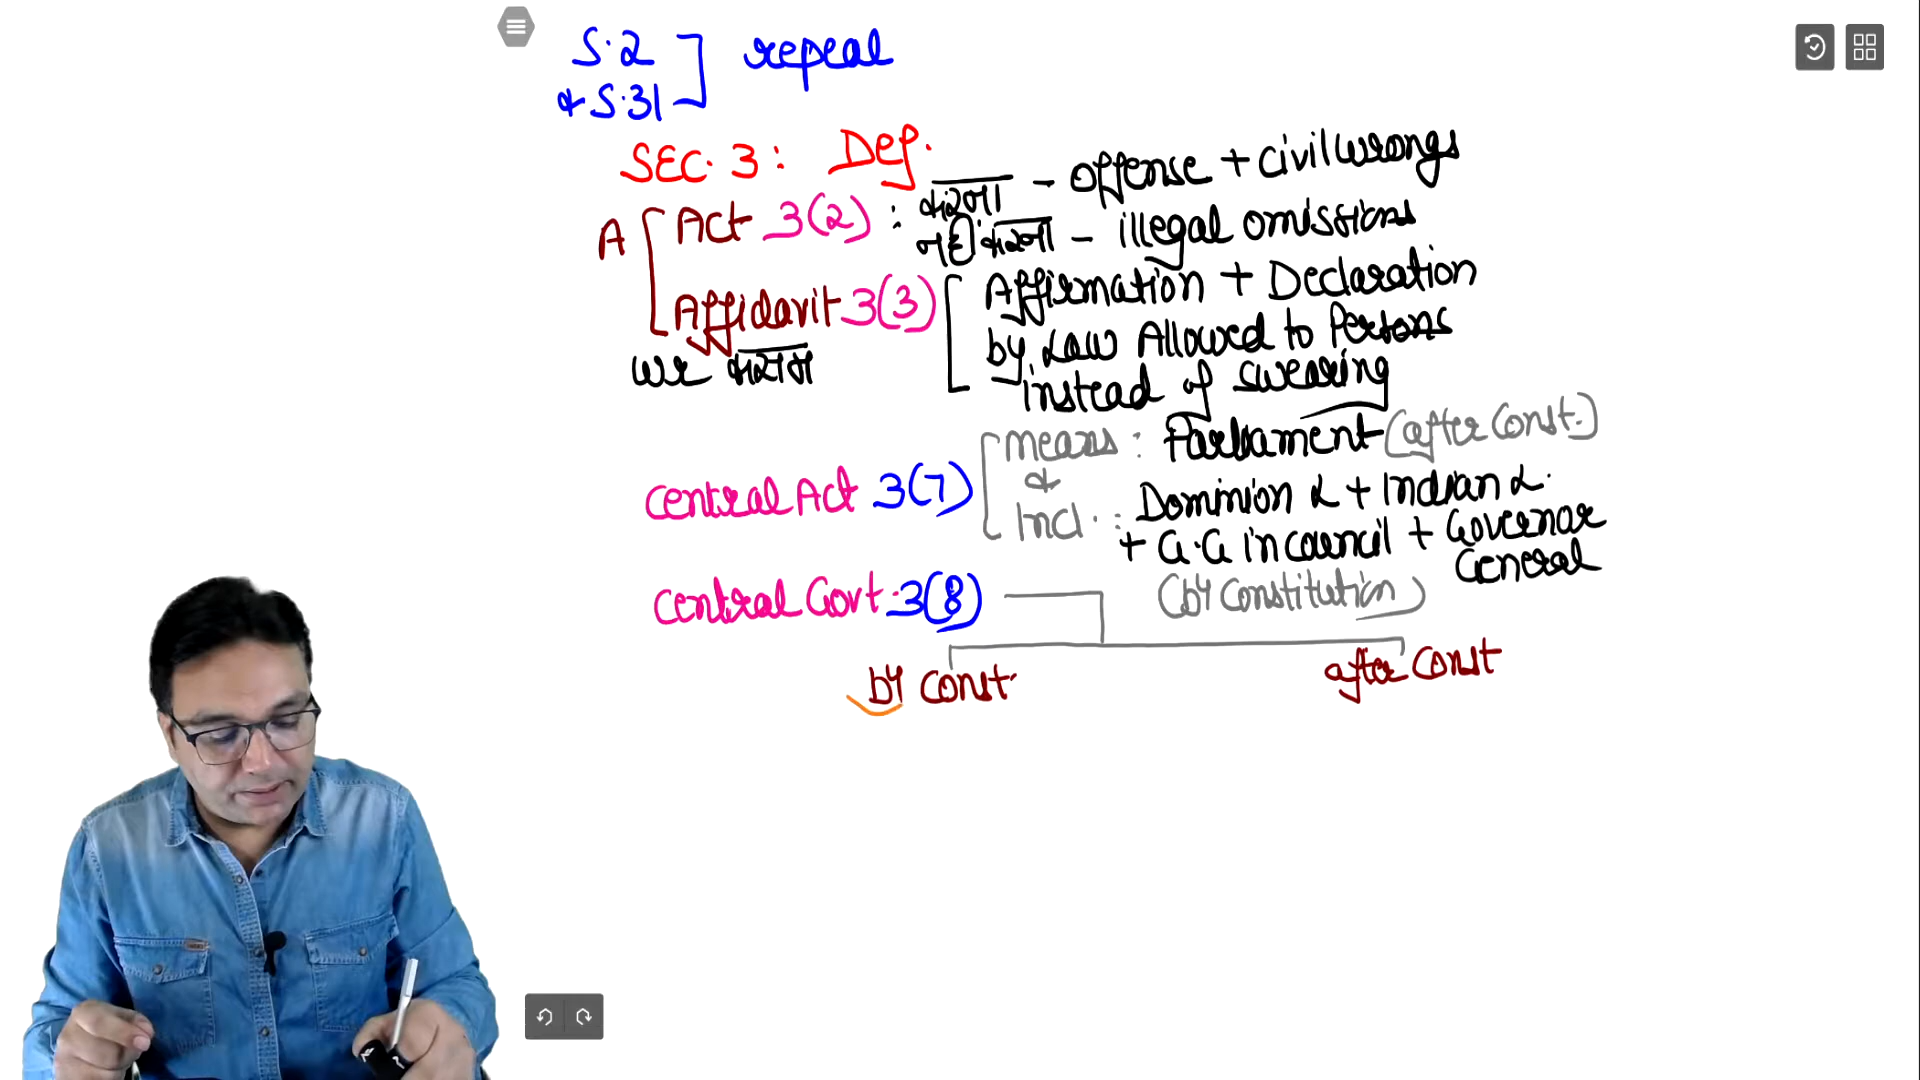 S.2
& S.31 ] repeal
SEC. 3 : Def.
A [ Act 3(2) : करना - offense + civil wrongs
नही करना - illegal omissions
Affidavit 3(3) [ Affirmation + Declaration
by Law Allowed to Persons
instead of swearing
we
means : Parliament (after Const.)
Central Act 3(7) &
Incl. : Dominion L + Indian L.
+ G.G in council + Governor
General
Central Govt. 3(8) (by Constitution)
by Const. after Const